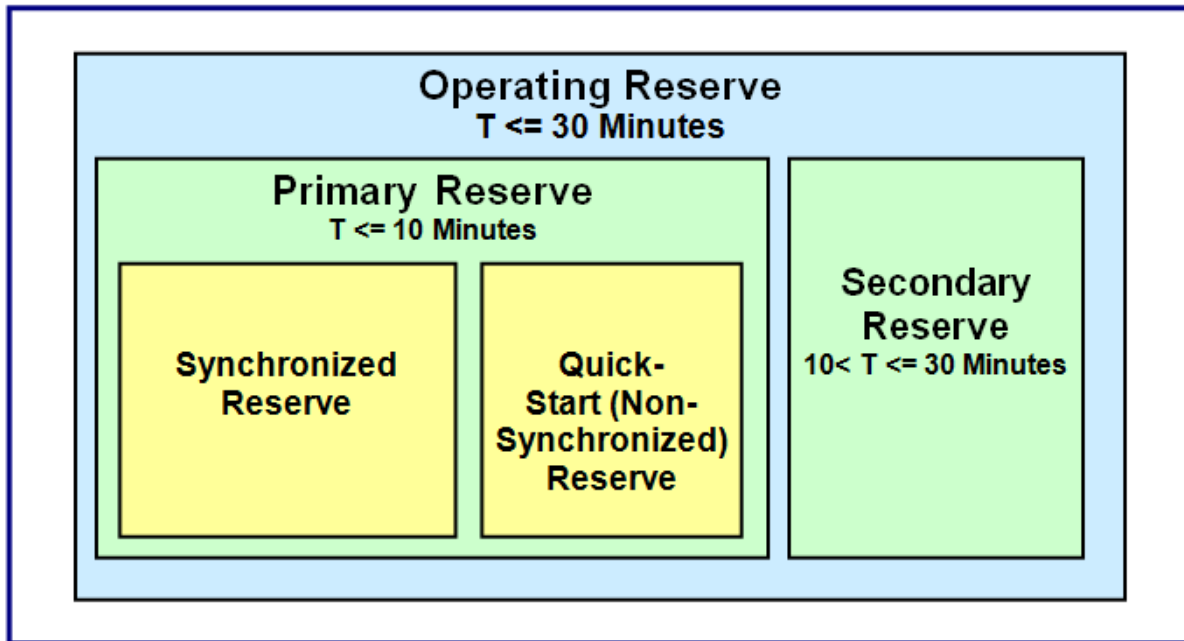 Operating Reserve
T <= 30 Minutes
Primary Reserve
T <= 10 Minutes
Synchronized
Reserve
Quick-
Start (Non-
Synchronized)
Reserve
Secondary
Reserve
10< T <= 30 Minutes